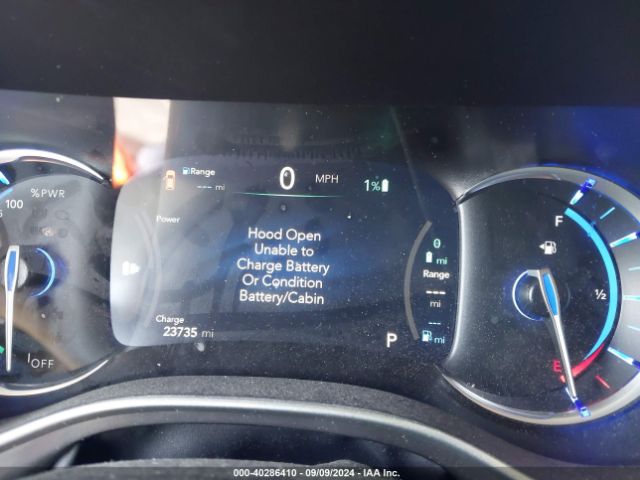 Range
--- mi
0 MPH
1%
%PWR
100
Power
Hood Open
Unable to
Charge Battery
Or Condition
Battery/Cabin
0
mi
Range
---
mi
---
mi
F
½
E
Charge
23735 mi
P
OFF
000-40286410 - 09/09/2024 - IAA Inc.